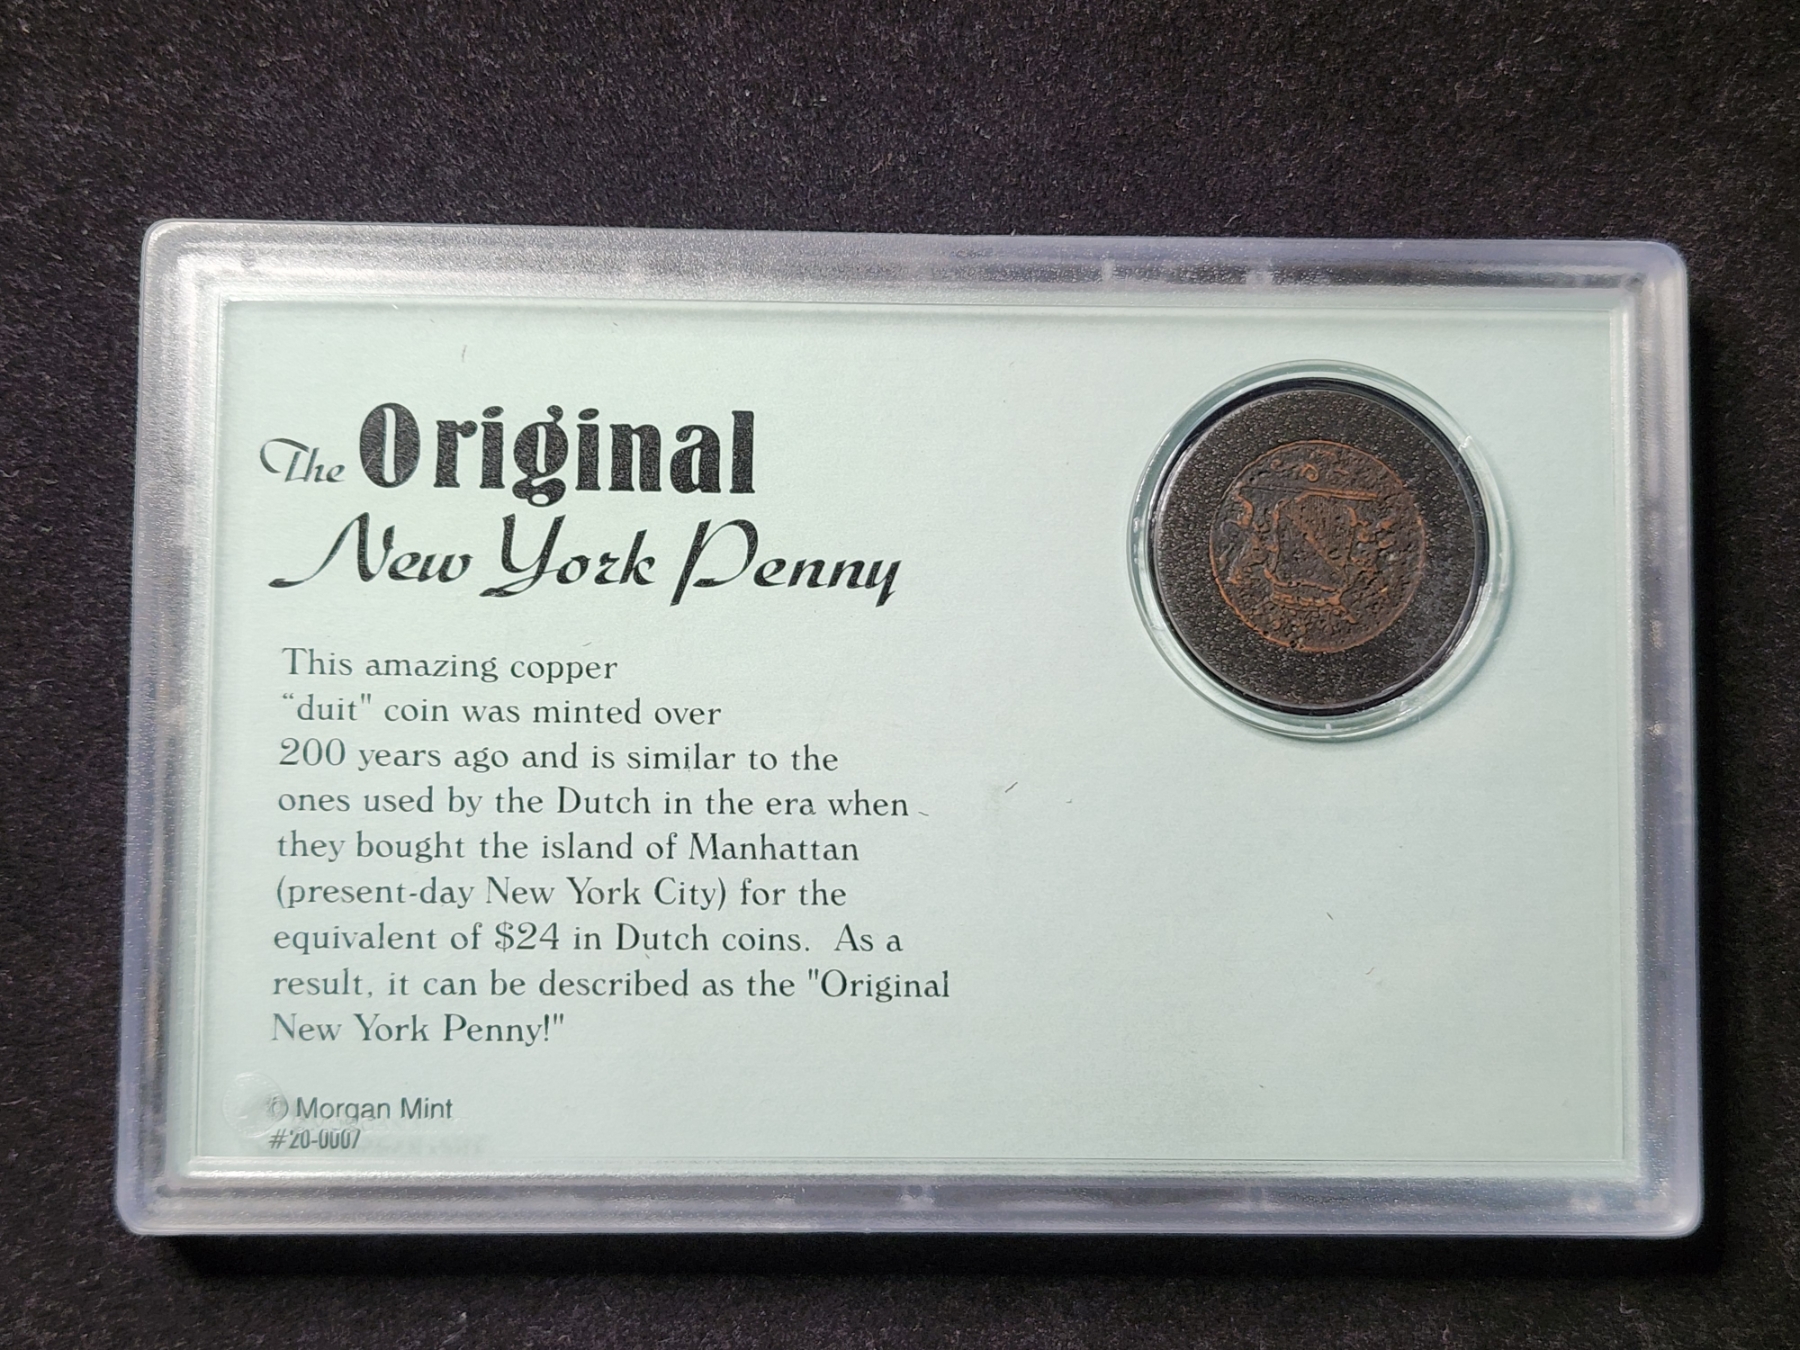 The Original
New York Penny
This amazing copper
“duit" coin was minted over
200 years ago and is similar to the
ones used by the Dutch in the era when
they bought the island of Manhattan
(present-day New York City) for the
equivalent of $24 in Dutch coins. As a
result, it can be described as the "Original
New York Penny!"
© Morgan Mint
#20-0007